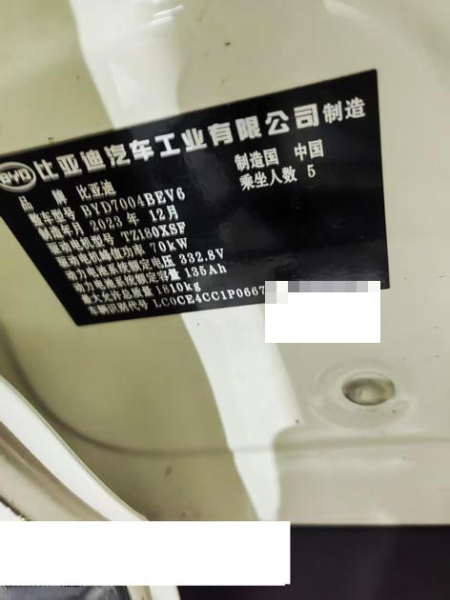 BYD 比亚迪汽车工业有限公司制造
品牌 比亚迪 制造国 中国
整车型号 BYD7004BEV6 乘坐人数 5
制造年月 2023 年 12月
驱动电机型号 TZ180XSF
驱动电机峰值功率 70kW
动力电池系统额定电压 332.8V
动力电池系统额定容量 135Ah
最大允许总质量 1810kg
车辆识别代号 LC0CE4CC1P0667